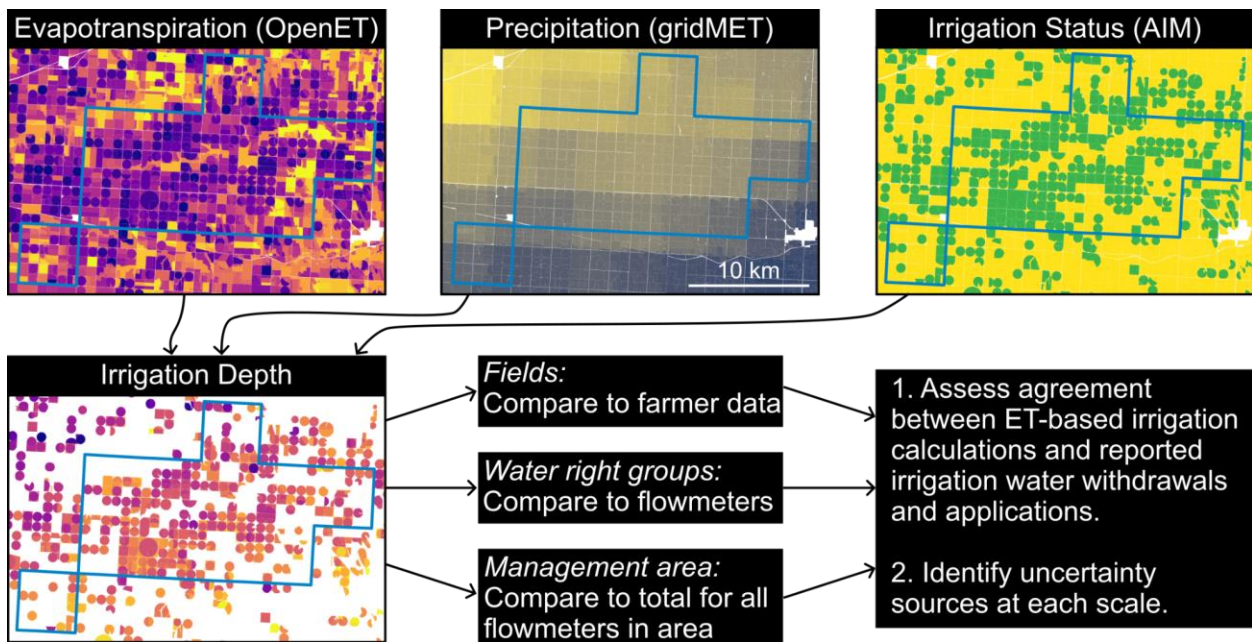 Evapotranspiration (OpenET)
Precipitation (gridMET)
Irrigation Status (AIM)
10 km
Irrigation Depth
Fields:
Compare to farmer data
Water right groups:
Compare to flowmeters
Management area:
Compare to total for all
flowmeters in area
1. Assess agreement
between ET-based irrigation
calculations and reported
irrigation water withdrawals
and applications.
2. Identify uncertainty
sources at each scale.